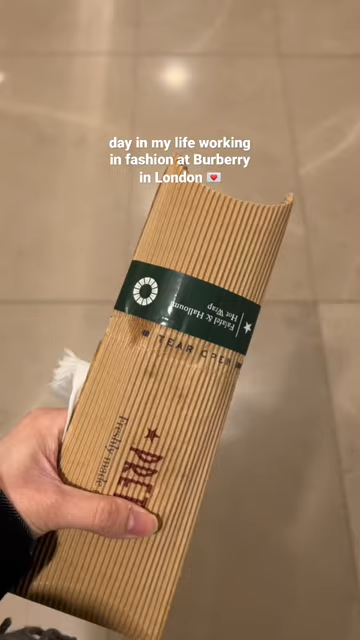 day in my life working
in fashion at Burberry
in London 💌
Falafel & Halloumi
Hot Wrap
TEAR OPEN
PRET
Freshly made